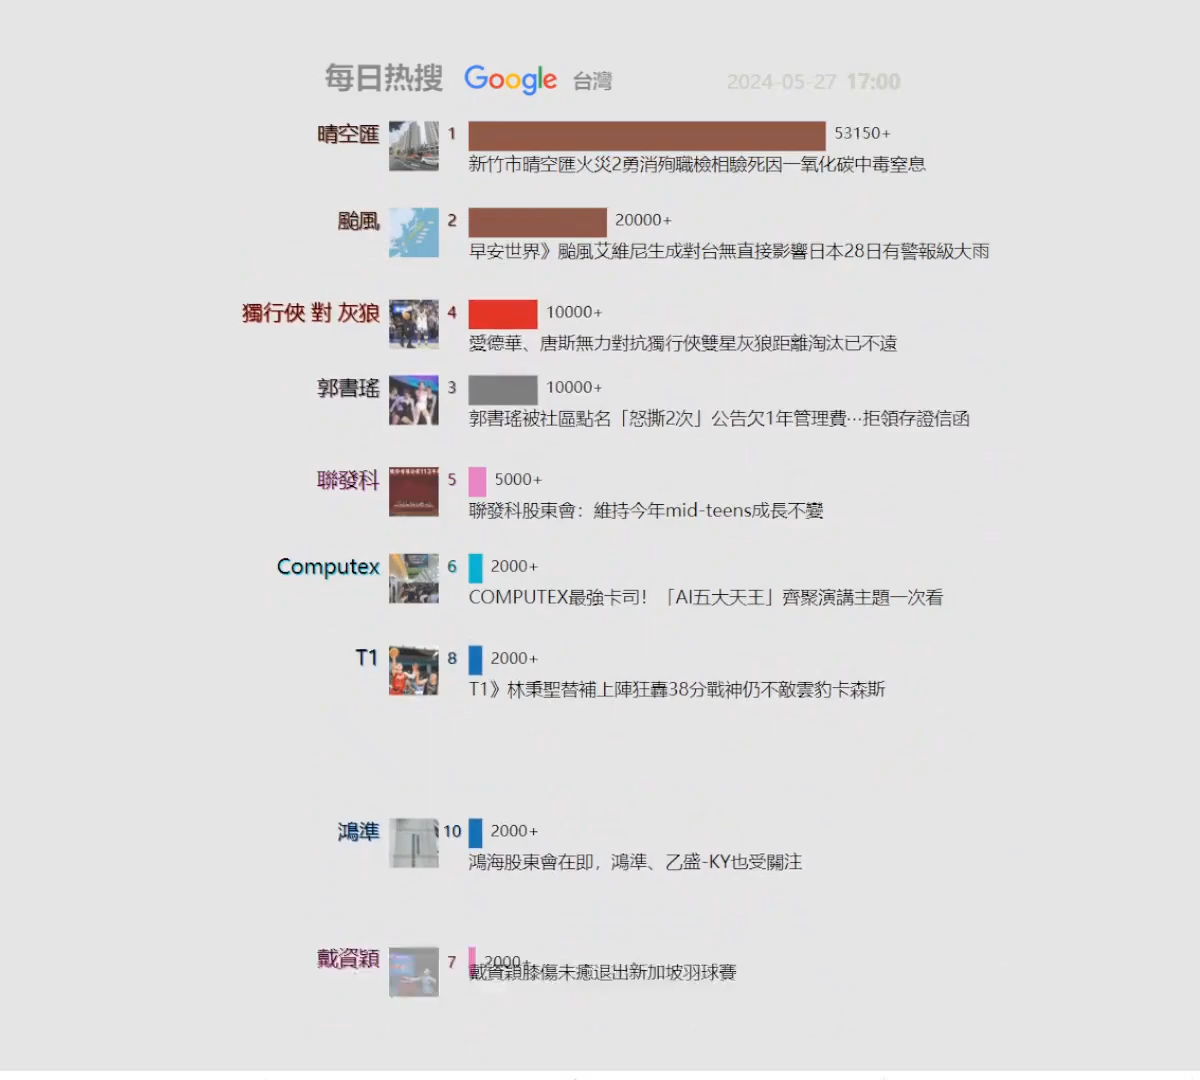 每日热搜 Google 台灣 2024-05-27 17:00
晴空匯 1 53150+
新竹市晴空匯火災2勇消殉職檢相驗死因一氧化碳中毒窒息
颱風 2 20000+
早安世界》颱風艾維尼生成對台無直接影響日本28日有警報級大雨
獨行俠 對 灰狼 4 10000+
愛德華、唐斯無力對抗獨行俠雙星灰狼距離淘汰已不遠
郭書瑤 3 10000+
郭書瑤被社區點名「怒撕2次」公告欠1年管理費…拒領存證信函
聯發科 5 5000+
聯發科股東會：維持今年mid-teens成長不變
Computex 6 2000+
COMPUTEX最強卡司！「AI五大天王」齊聚演講主題一次看
T1 8 2000+
T1》林秉聖替補上陣狂轟38分戰神仍不敵雲豹卡森斯
鴻準 10 2000+
鴻海股東會在即，鴻準、乙盛-KY也受關注
戴資穎 7 2000+
戴資穎膝傷未癒退出新加坡羽球賽